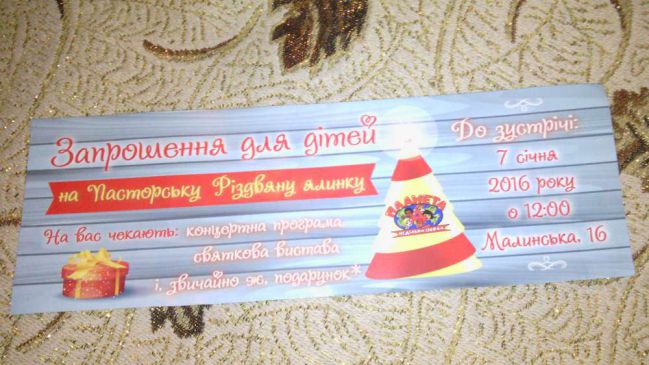 Запрошення для дітей
на Пасторську Різдвяну ялинку
На вас чекають: концертна програма
святкова вистава
і, звичайно ж, подарунок*
ПЛАНЕТА
До зустрічі:
7 січня
2016 року
о 12:00
Малинська, 16